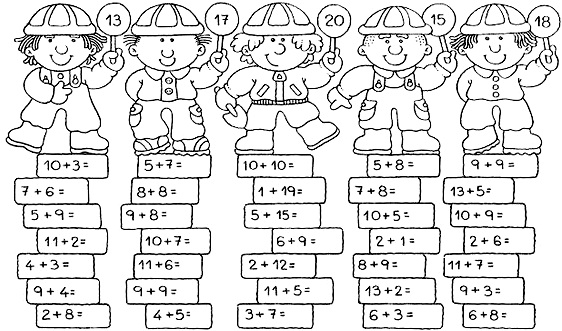 13 17 20 15 18
10+3= 5+7= 10+10= 5+8= 9+9=
7+6= 8+8= 1+19= 7+8= 13+5=
5+9= 9+8= 5+15= 10+5= 10+9=
11+2= 10+7= 6+9= 2+1= 2+6=
4+3= 11+6= 2+12= 8+9= 11+7=
9+4= 9+9= 11+5= 13+2= 9+3=
2+8= 4+5= 3+7= 6+3= 6+8=